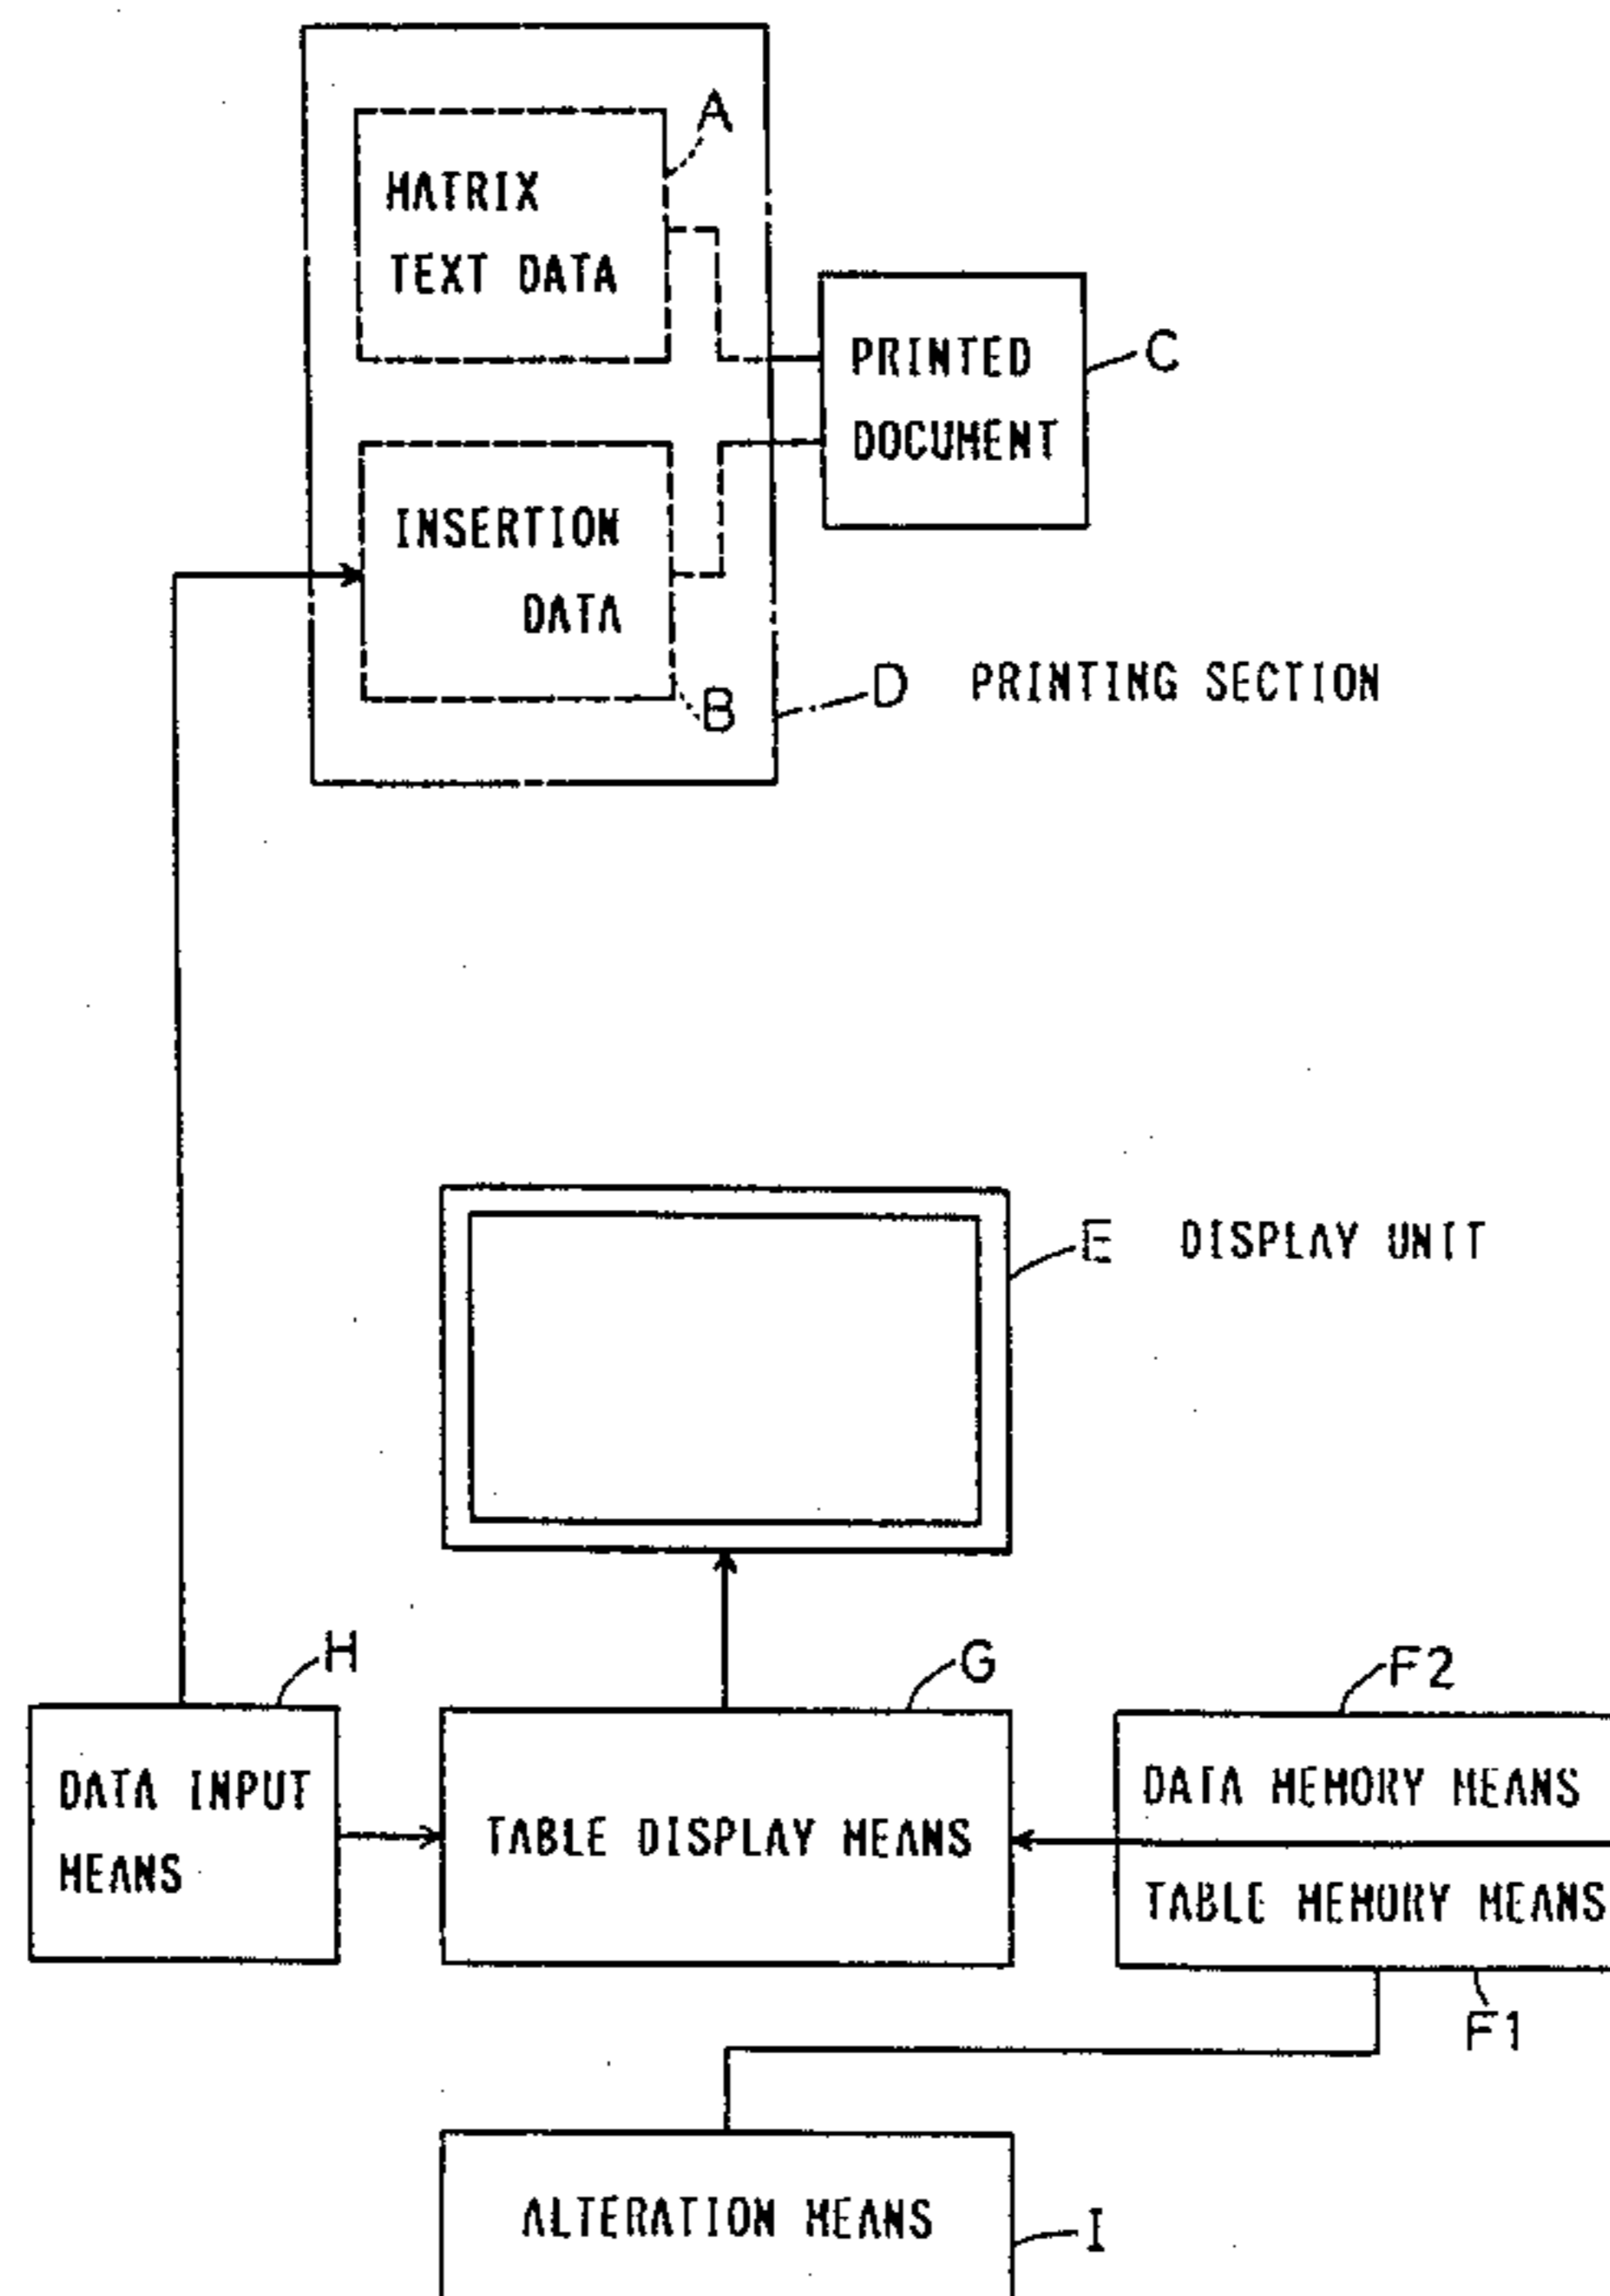 A
MATRIX
TEXT DATA
PRINTED
DOCUMENT
C
INSERTION
DATA
B
D PRINTING SECTION
E DISPLAY UNIT
H
G
F2
DATA INPUT
MEANS
TABLE DISPLAY MEANS
DATA MEMORY MEANS
TABLE MEMORY MEANS
F1
ALTERATION MEANS
I